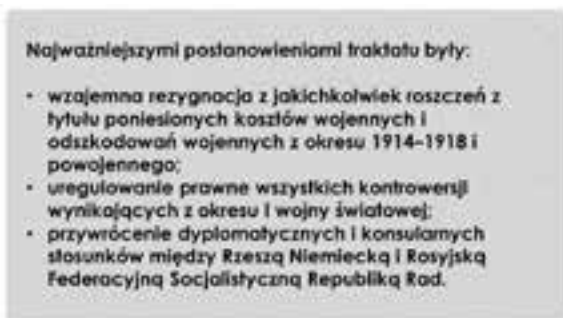 Najważniejszymi postanowieniami traktatu były:
• wzajemna rezygnacja z jakichkolwiek roszczeń z
tytułu poniesionych kosztów wojennych i
odszkodowań wojennych z okresu 1914–1918 i
powojennego;
• uregulowanie prawne wszystkich kontrowersji
wynikających z okresu I wojny światowej;
• przywrócenie dyplomatycznych i konsularnych
stosunków między Rzeszą Niemiecką i Rosyjską
Federacyjną Socjalistyczną Republiką Rad.